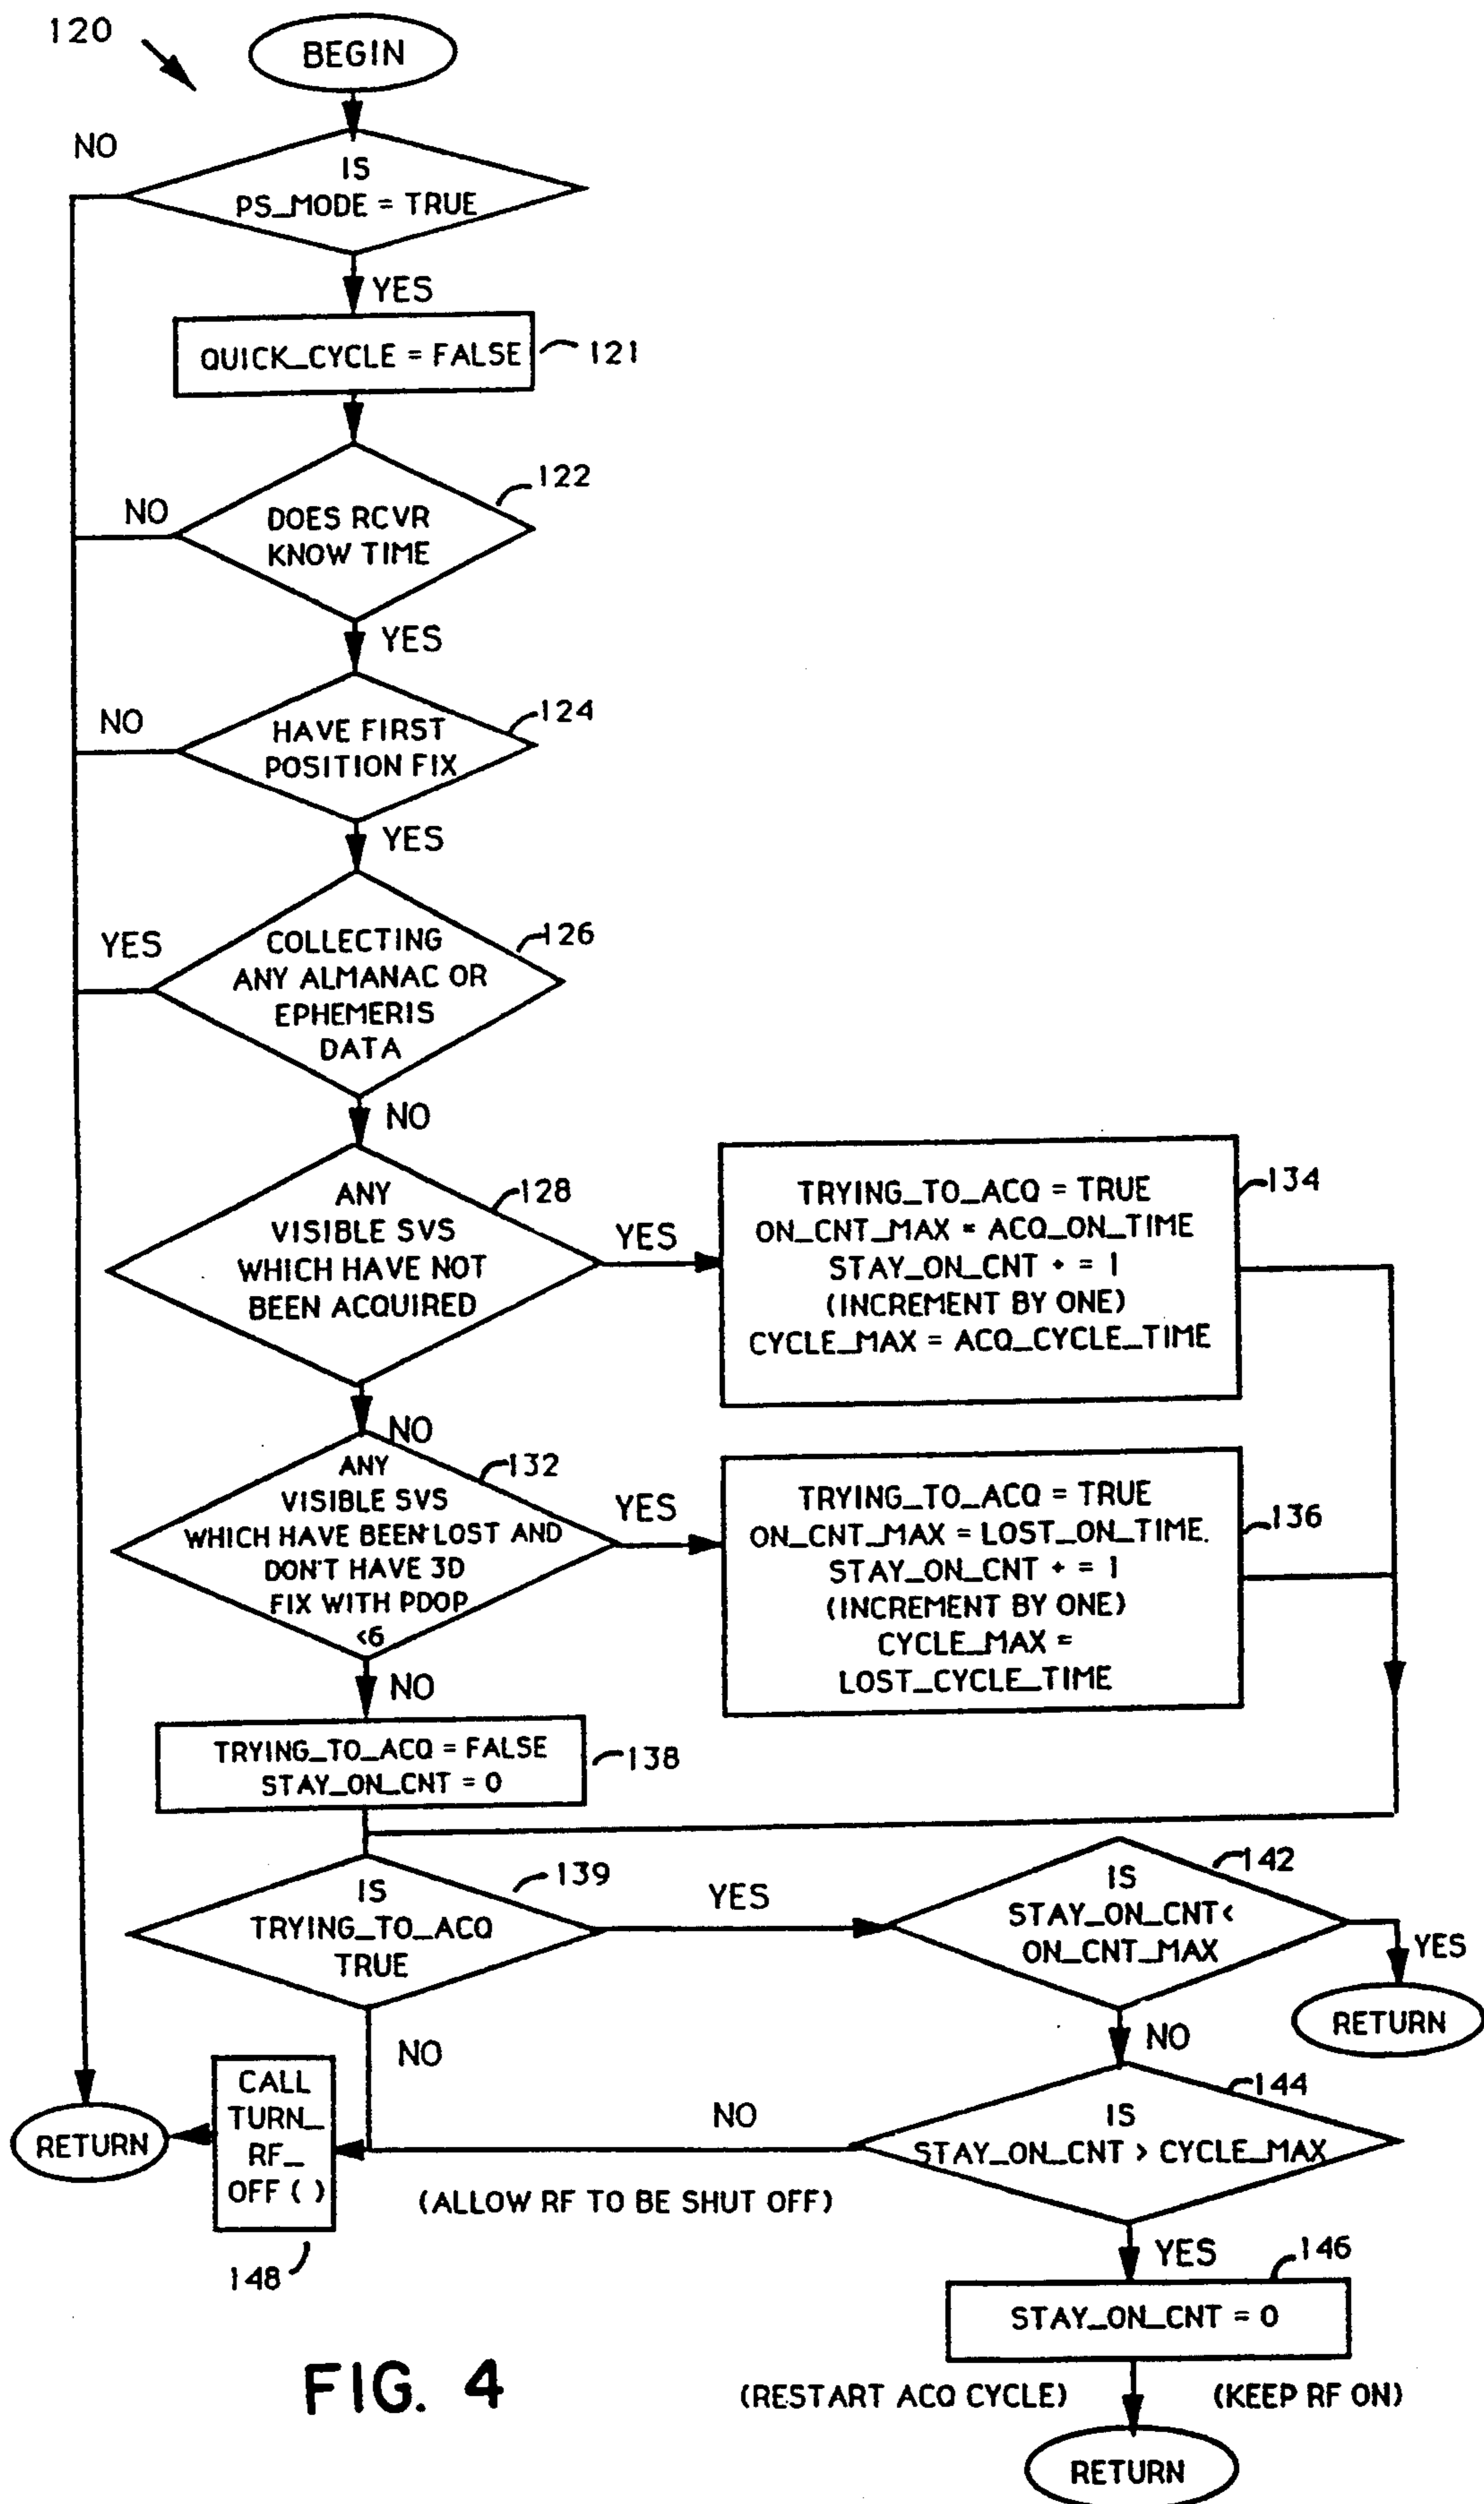 120
BEGIN
NO
IS
PS_MODE = TRUE
YES
QUICK_CYCLE = FALSE
121
122
NO
DOES RCVR
KNOW TIME
YES
124
NO
HAVE FIRST
POSITION FIX
YES
126
YES
COLLECTING
ANY ALMANAC OR
EPHEMERIS
DATA
NO
128
ANY
VISIBLE SVS
WHICH HAVE NOT
BEEN ACQUIRED
YES
134
TRYING_TO_ACQ = TRUE
ON_CNT_MAX = ACQ_ON_TIME
STAY_ON_CNT + = 1
(INCREMENT BY ONE)
CYCLE_MAX = ACQ_CYCLE_TIME
NO
132
ANY
VISIBLE SVS
WHICH HAVE BEEN LOST AND
DON'T HAVE 3D
FIX WITH PDOP
<6
YES
136
TRYING_TO_ACQ = TRUE
ON_CNT_MAX = LOST_ON_TIME.
STAY_ON_CNT + = 1
(INCREMENT BY ONE)
CYCLE_MAX =
LOST_CYCLE_TIME
NO
TRYING_TO_ACQ = FALSE
STAY_ON_CNT = 0
138
139
IS
TRYING_TO_ACQ
TRUE
YES
142
IS
STAY_ON_CNT<
ON_CNT_MAX
YES
RETURN
NO
NO
144
IS
STAY_ON_CNT > CYCLE_MAX
NO
(ALLOW RF TO BE SHUT OFF)
CALL
TURN_
RF_
OFF ( )
148
RETURN
YES
146
STAY_ON_CNT = 0
(RESTART ACQ CYCLE)
(KEEP RF ON)
RETURN
FIG. 4